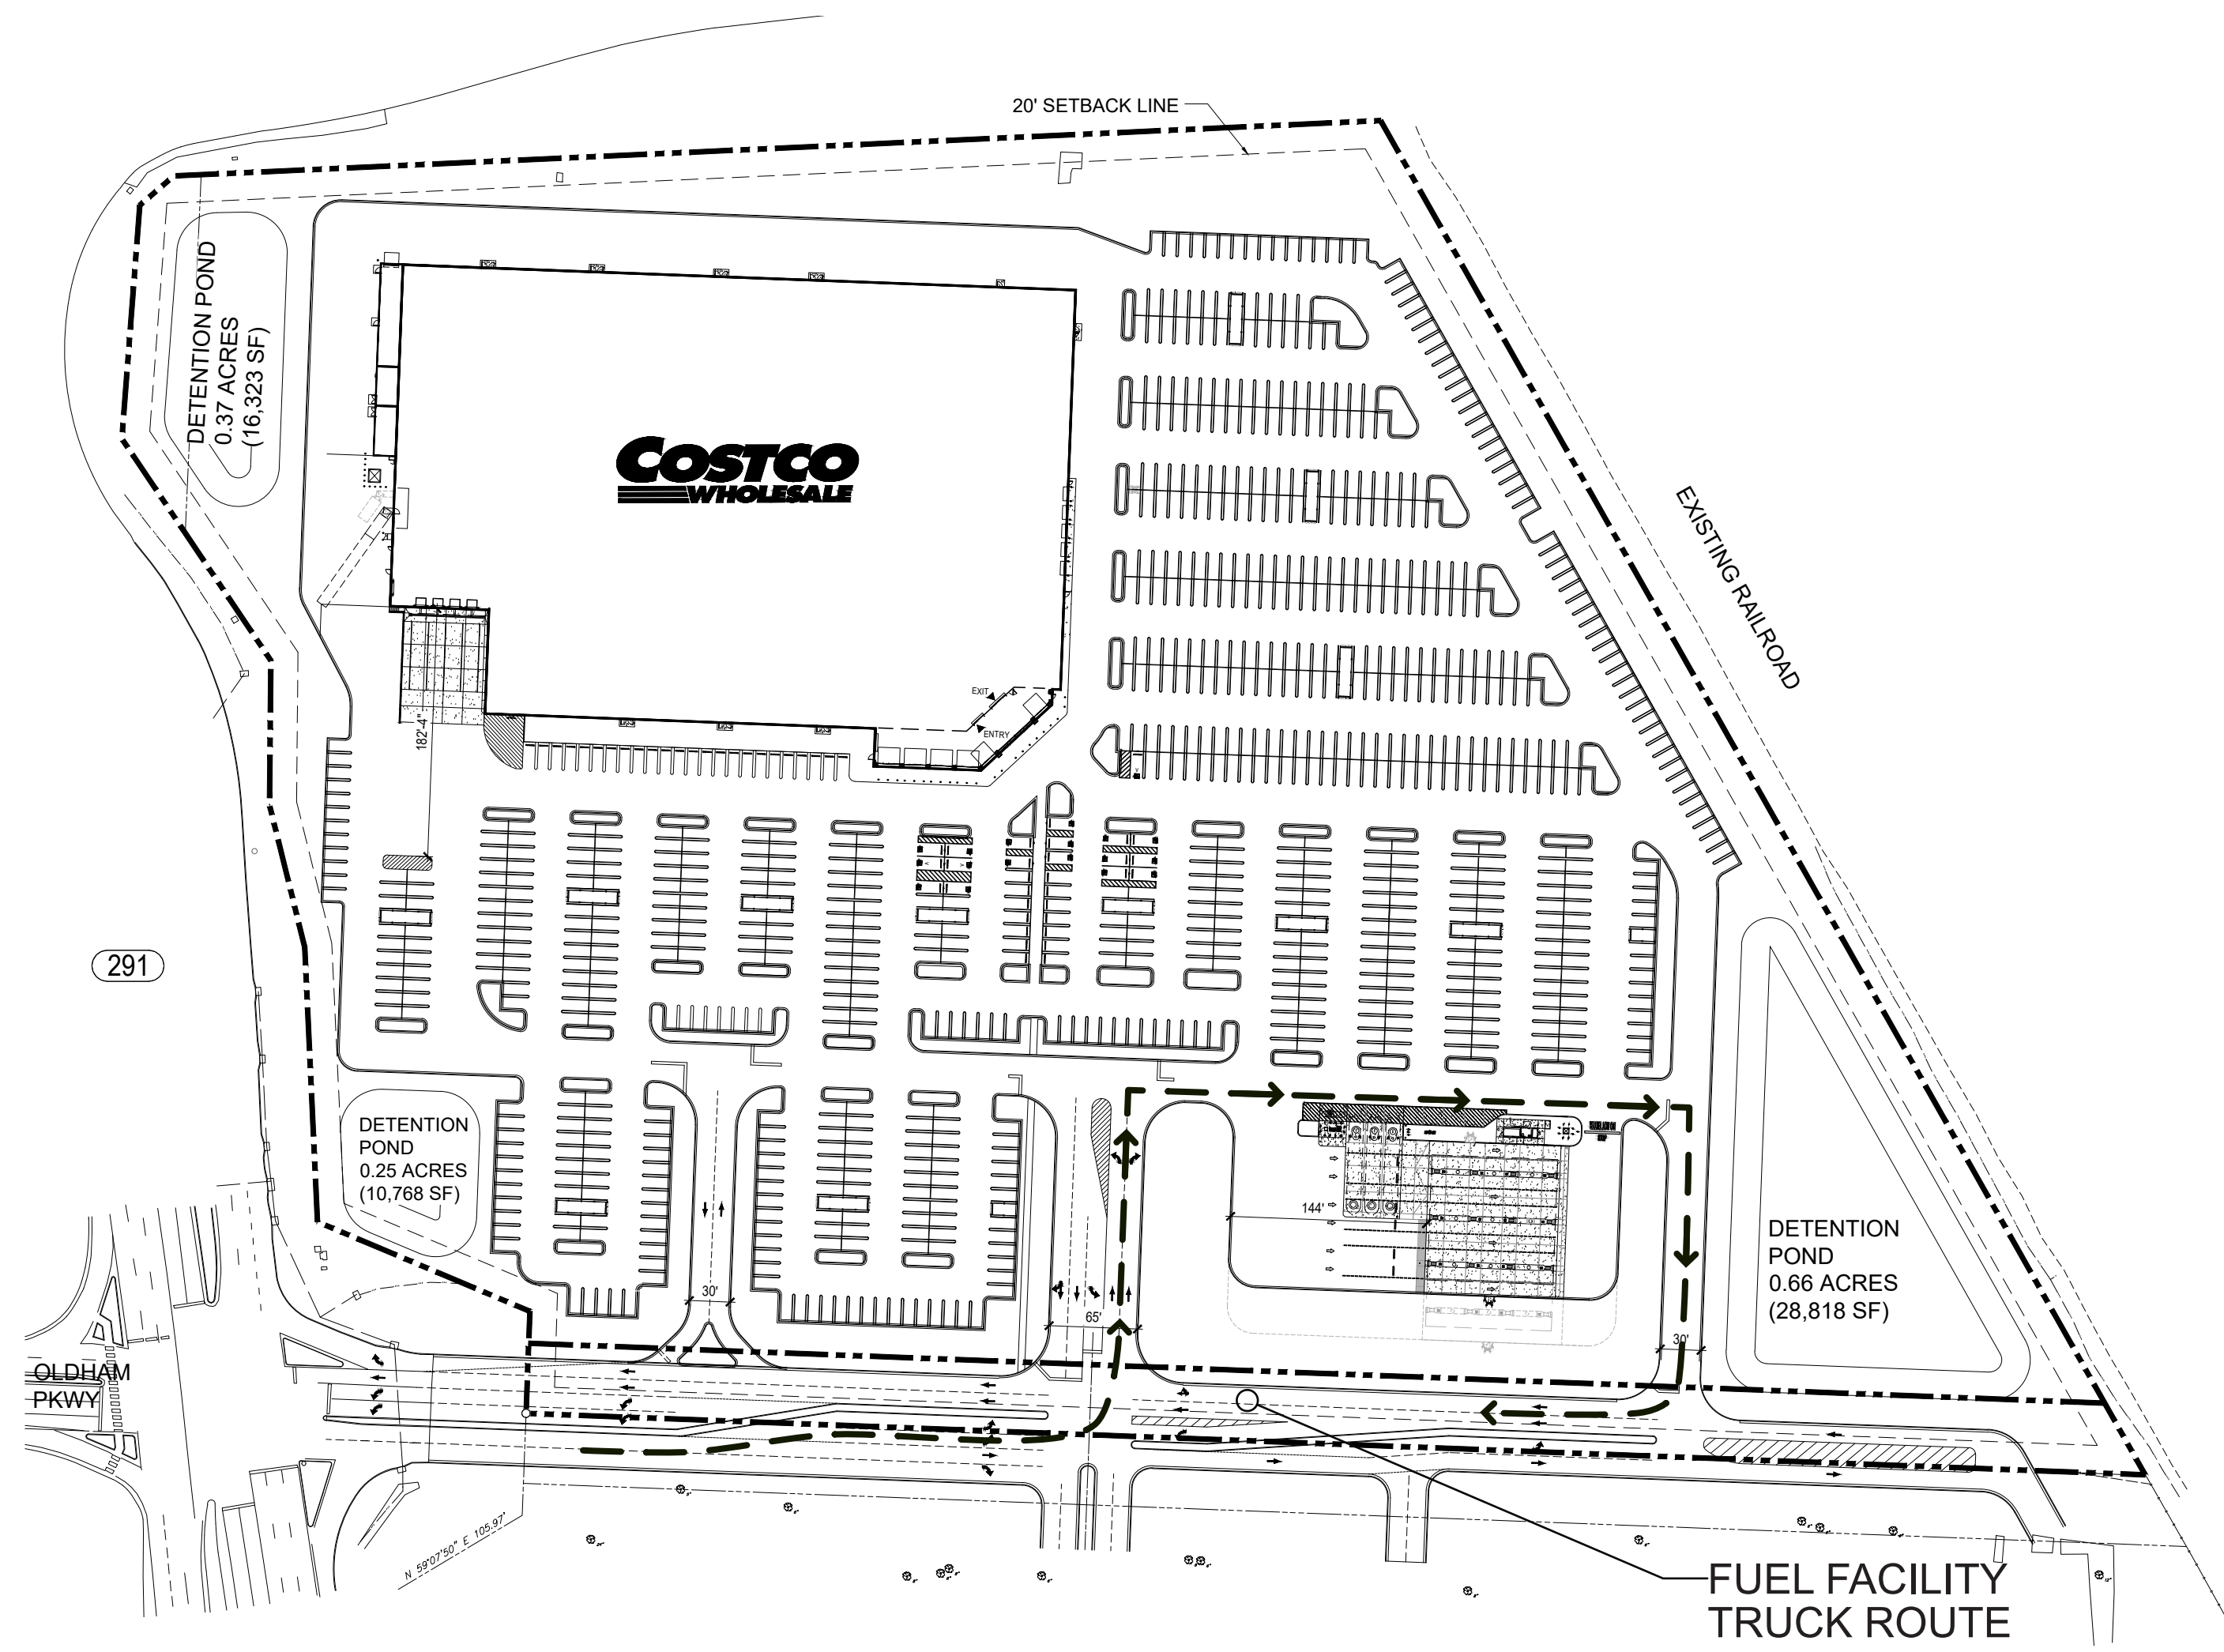 20' SETBACK LINE
DETENTION POND
0.37 ACRES
(16,323 SF)
COSTCO
WHOLESALE
EXISTING RAILROAD
EXIT
ENTRY
182'-4"
291
DETENTION
POND
0.25 ACRES
(10,768 SF)
144'
DETENTION
POND
0.66 ACRES
(28,818 SF)
30'
65'
30'
OLDHAM
PKWY
N 59°07'50" E 105.97'
FUEL FACILITY
TRUCK ROUTE